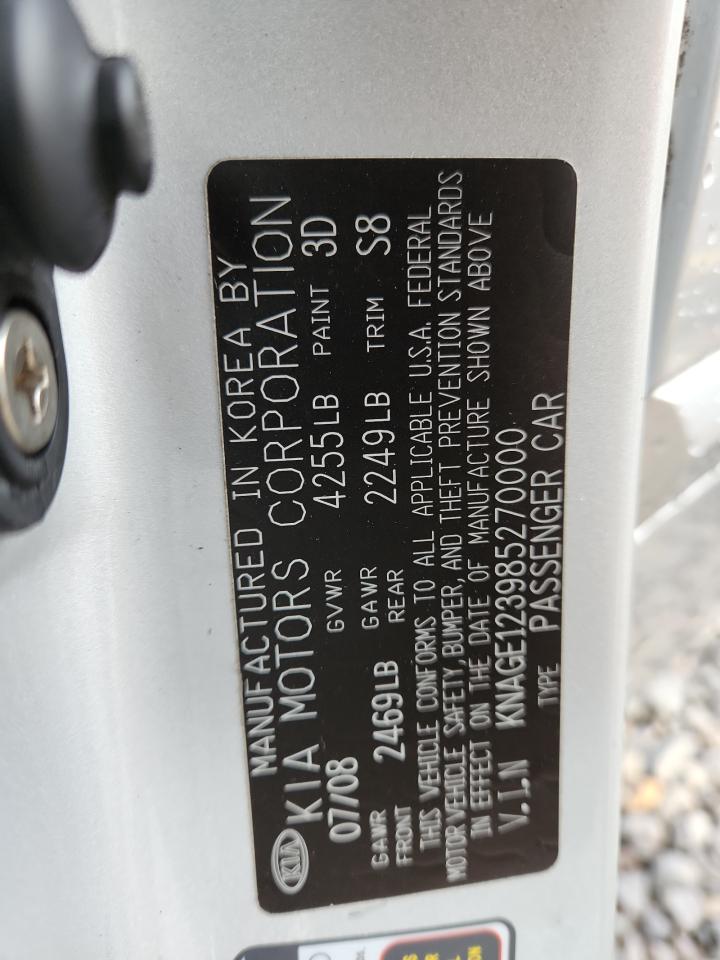 MANUFACTURED IN KOREA BY
KIA KIA MOTORS CORPORATION
07/08 GVWR 4255LB PAINT 3D
GAWR FRONT 2469LB GAWR REAR 2249LB TRIM S8
THIS VEHICLE CONFORMS TO ALL APPLICABLE U.S.A. FEDERAL
MOTOR VEHICLE SAFETY, BUMPER, AND THEFT PREVENTION STANDARDS
IN EFFECT ON THE DATE OF MANUFACTURE SHOWN ABOVE
V.I.N KNAGE123985270000
TYPE PASSENGER CAR